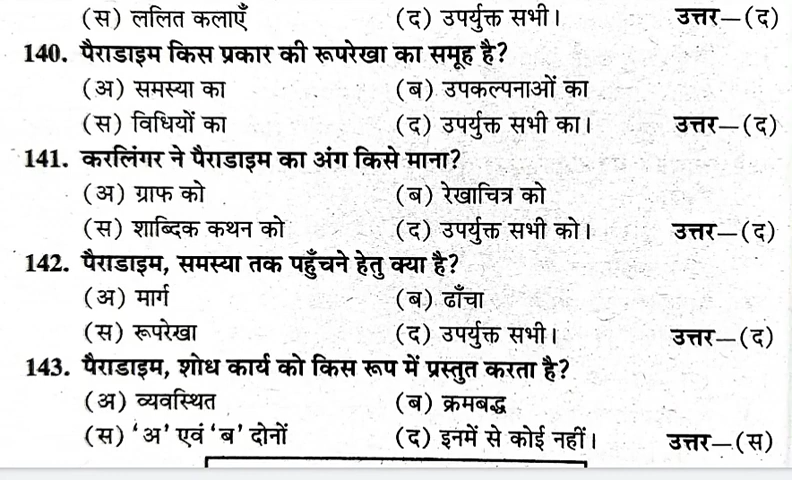 (स) ललित कलाएँ (द) उपर्युक्त सभी। उत्तर—(द)
140. पैराडाइम किस प्रकार की रूपरेखा का समूह है?
(अ) समस्या का (ब) उपकल्पनाओं का
(स) विधियों का (द) उपर्युक्त सभी का। उत्तर—(द)
141. करलिंगर ने पैराडाइम का अंग किसे माना?
(अ) ग्राफ को (ब) रेखाचित्र को
(स) शाब्दिक कथन को (द) उपर्युक्त सभी को। उत्तर—(द)
142. पैराडाइम, समस्या तक पहुँचने हेतु क्या है?
(अ) मार्ग (ब) ढाँचा
(स) रूपरेखा (द) उपर्युक्त सभी। उत्तर—(द)
143. पैराडाइम, शोध कार्य को किस रूप में प्रस्तुत करता है?
(अ) व्यवस्थित (ब) क्रमबद्ध
(स) ‘अ’ एवं ‘ब’ दोनों (द) इनमें से कोई नहीं। उत्तर—(स)